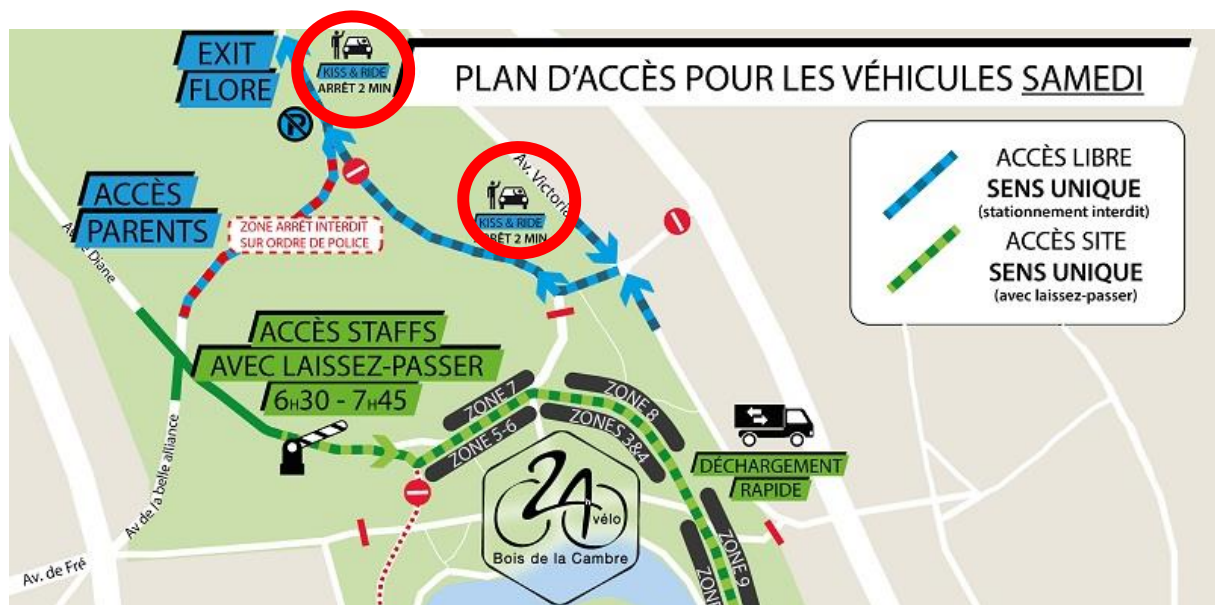 EXIT
FLORE
KISS & RIDE
ARRÊT 2 MIN
PLAN D'ACCÈS POUR LES VÉHICULES SAMEDI
P
ACCÈS
PARENTS
ZONE ARRÊT INTERDIT
SUR ORDRE DE POLICE
Av. Victoria
KISS & RIDE
ARRÊT 2 MIN
ACCÈS LIBRE
SENS UNIQUE
(stationnement interdit)
ACCÈS SITE
SENS UNIQUE
(avec laissez-passer)
Diane
ACCÈS STAFFS
AVEC LAISSEZ-PASSER
6H30 - 7H45
ZONE 7
ZONE 5-6
ZONE 8
ZONES 3&4
DÉCHARGEMENT
RAPIDE
Av de la belle alliance
Av. de Fré
24
vélo
Bois de la Cambre
ZONE 9
ZONE